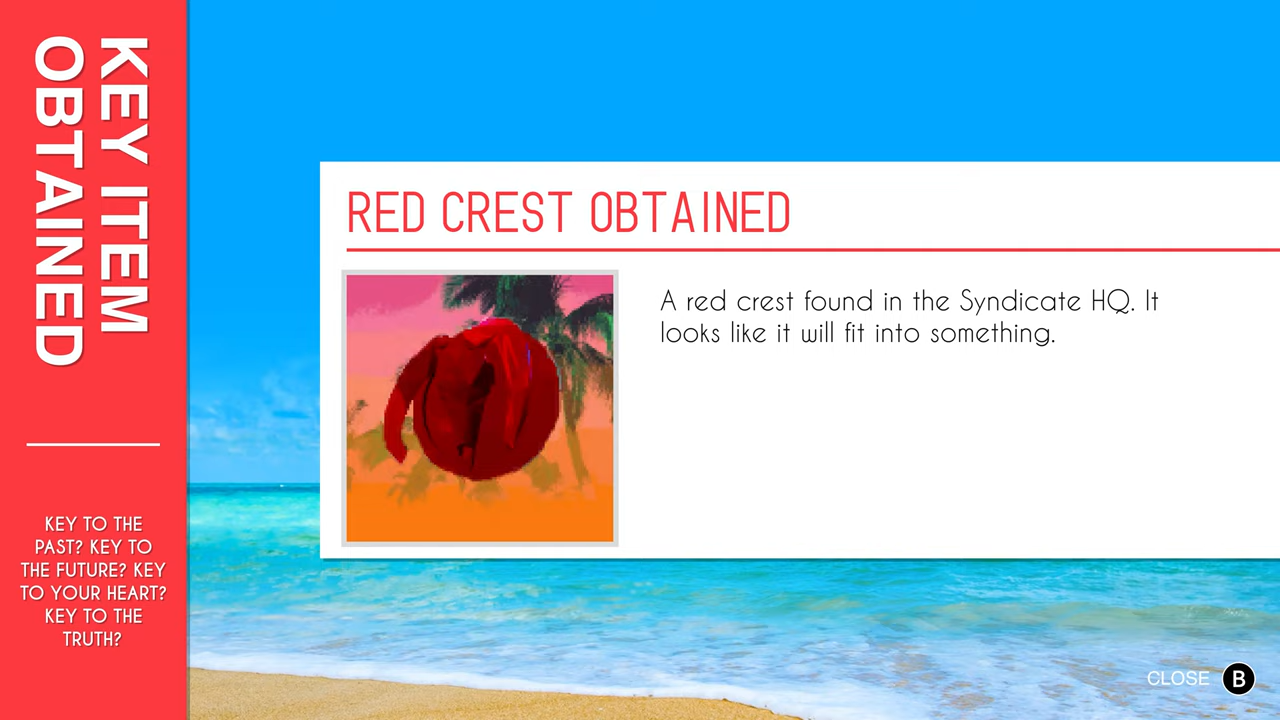 KEY ITEM
OBTAINED
KEY TO THE
PAST? KEY TO
THE FUTURE? KEY
TO YOUR HEART?
KEY TO THE
TRUTH?
RED CREST OBTAINED
A red crest found in the Syndicate HQ. It
looks like it will fit into something.
CLOSE B